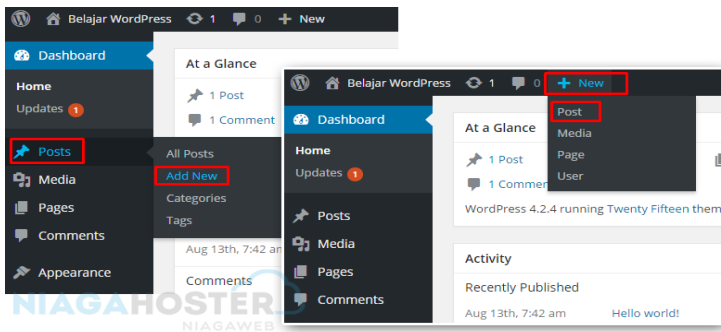 Belajar WordPress 1 0 New
Dashboard
Home
Updates 1
Posts
Media
Pages
Comments
Appearance
All Posts
Add New
Categories
Tags
At a Glance
1 Post
1 Comment
Aug 13th, 7:42 am
Comments
Belajar WordPress 1 0 New
Dashboard
Home
Updates 1
Posts
Media
Pages
Comments
Post
Media
Page
User
At a Glance
1 Post
1 Commen
WordPress 4.2.4 running Twenty Fifteen them
Activity
Recently Published
Aug 13th, 7:42 am Hello world!
NIAGAHOSTER
NIAGAWEB